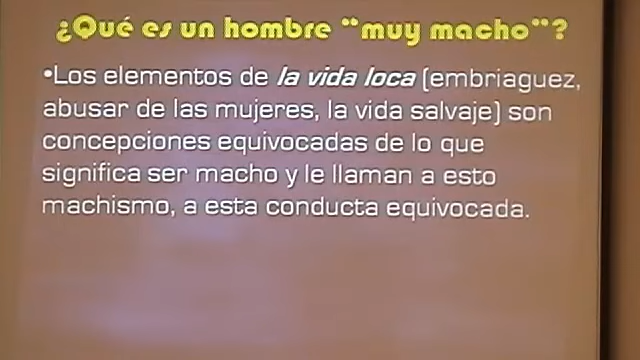 ¿Qué es un hombre “muy macho”?
•Los elementos de la vida loca (embriaguez,
abusar de las mujeres, la vida salvaje) son
concepciones equivocadas de lo que
significa ser macho y le llaman a esto
machismo, a esta conducta equivocada.